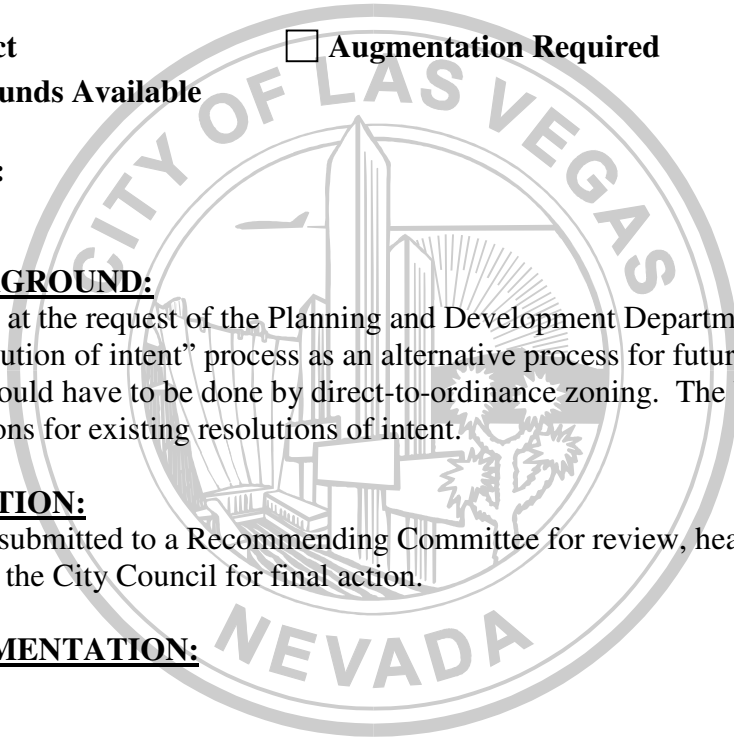 ct ☐ Augmentation Required
unds Available
:
GROUND:
at the request of the Planning and Development Departm
ution of intent” process as an alternative process for futur
ould have to be done by direct-to-ordinance zoning. The
ons for existing resolutions of intent.
TION:
submitted to a Recommending Committee for review, hea
the City Council for final action.
MENTATION:
CITY OF LAS VEGAS
NEVADA